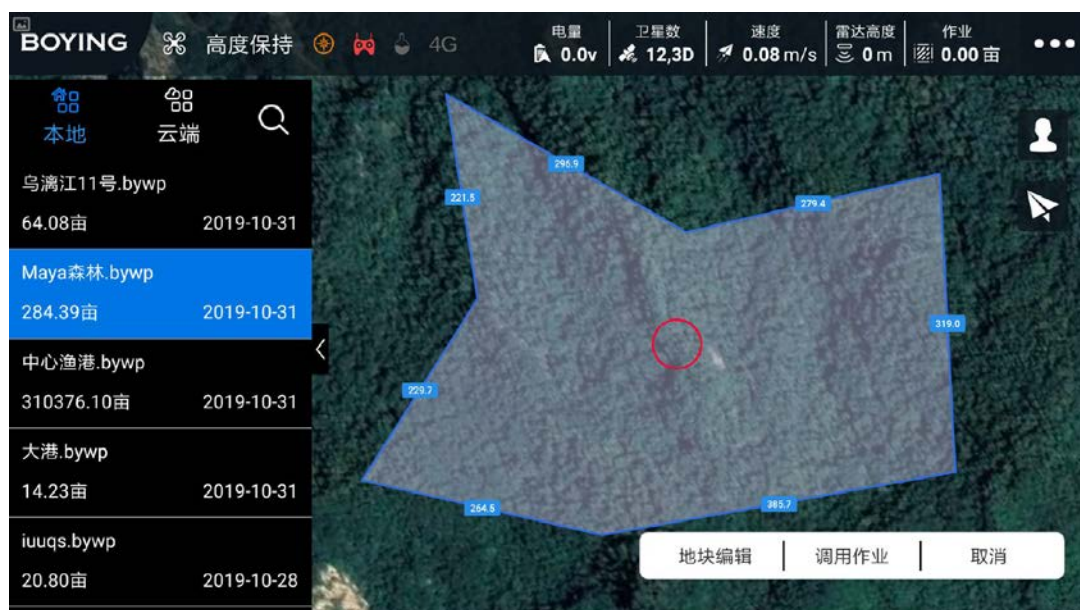 BOYING
高度保持
4G
电量
0.0v
卫星数
12,3D
速度
0.08 m/s
雷达高度
0 m
作业
0.00 亩
本地
云端
乌漓江11号.bywp
64.08亩 2019-10-31
Maya森林.bywp
284.39亩 2019-10-31
中心渔港.bywp
310376.10亩 2019-10-31
大港.bywp
14.23亩 2019-10-31
iuuqs.bywp
20.80亩 2019-10-28
296.9
221.5
279.4
319.0
229.7
264.5
385.7
地块编辑
调用作业
取消